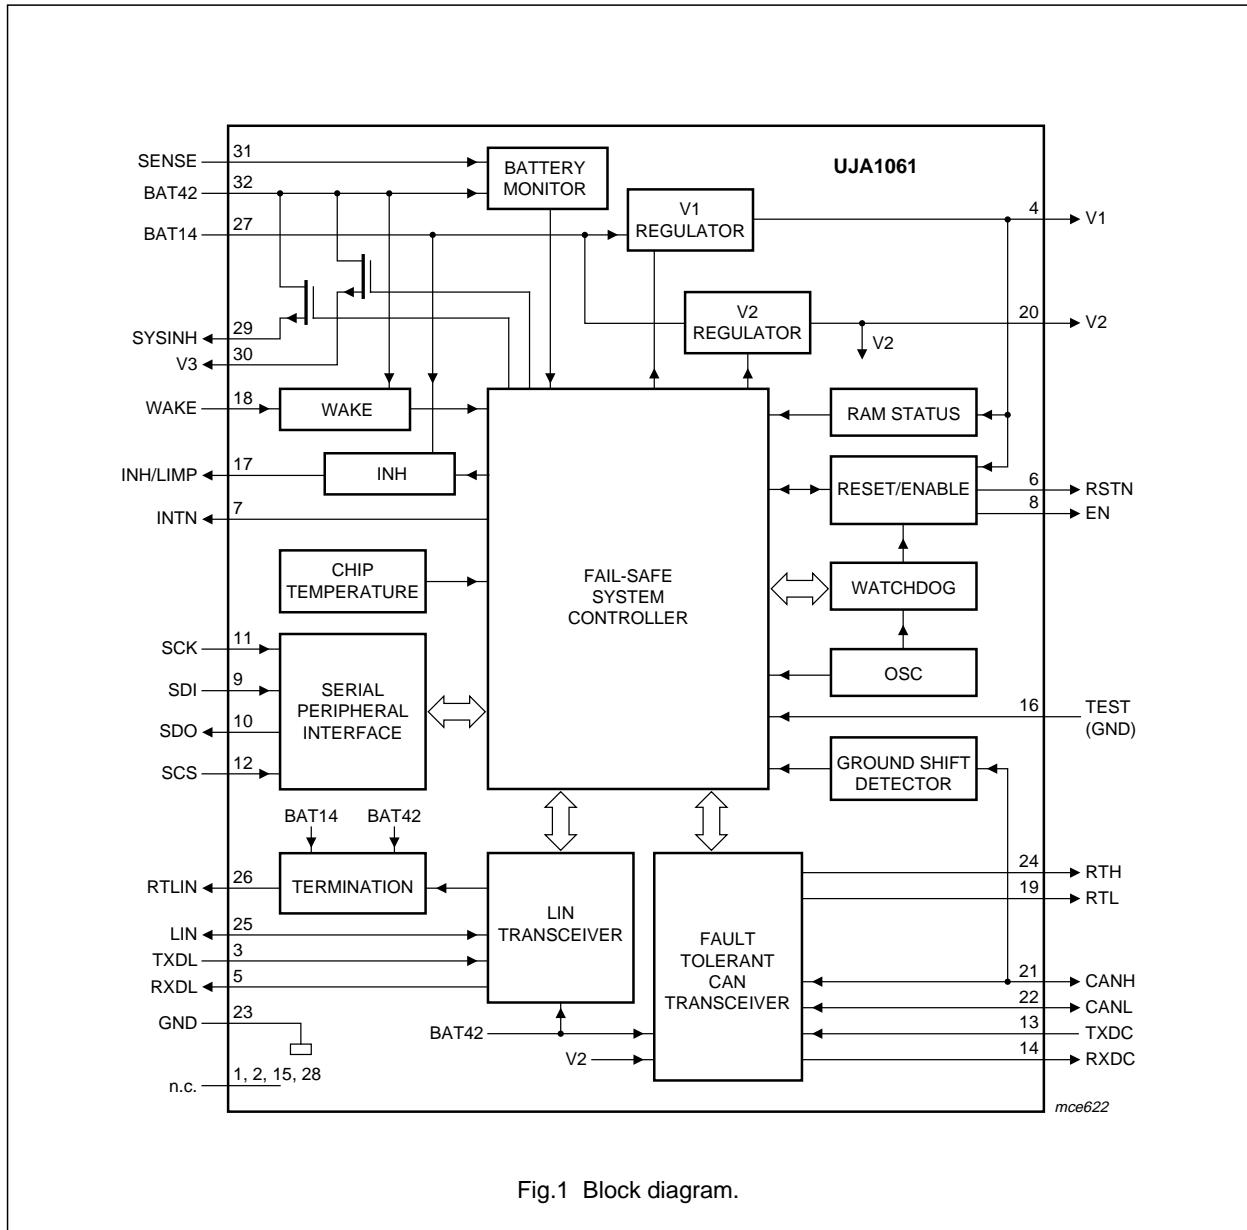 UJA1061
SENSE
31
BAT42
32
BAT14
27
BATTERY
MONITOR
V1
REGULATOR
4
V1
V2
REGULATOR
20
V2
V2
SYSINH
29
V3
30
WAKE
18
WAKE
INH/LIMP
17
INH
INTN
7
RAM STATUS
RESET/ENABLE
6
RSTN
8
EN
CHIP
TEMPERATURE
FAIL-SAFE
SYSTEM
CONTROLLER
WATCHDOG
OSC
SCK
11
SDI
9
SDO
10
SCS
12
SERIAL
PERIPHERAL
INTERFACE
16
TEST
(GND)
GROUND SHIFT
DETECTOR
BAT14
BAT42
RTLIN
26
TERMINATION
LIN
25
TXDL
3
RXDL
5
GND
23
n.c.
1, 2, 15, 28
LIN
TRANSCEIVER
FAULT
TOLERANT
CAN
TRANSCEIVER
BAT42
V2
24
RTH
19
RTL
21
CANH
22
CANL
13
TXDC
14
RXDC
mce622
Fig.1 Block diagram.